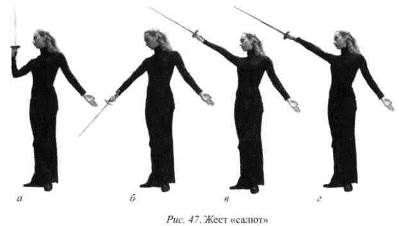 а б в г
Рис. 47. Жест «салют»